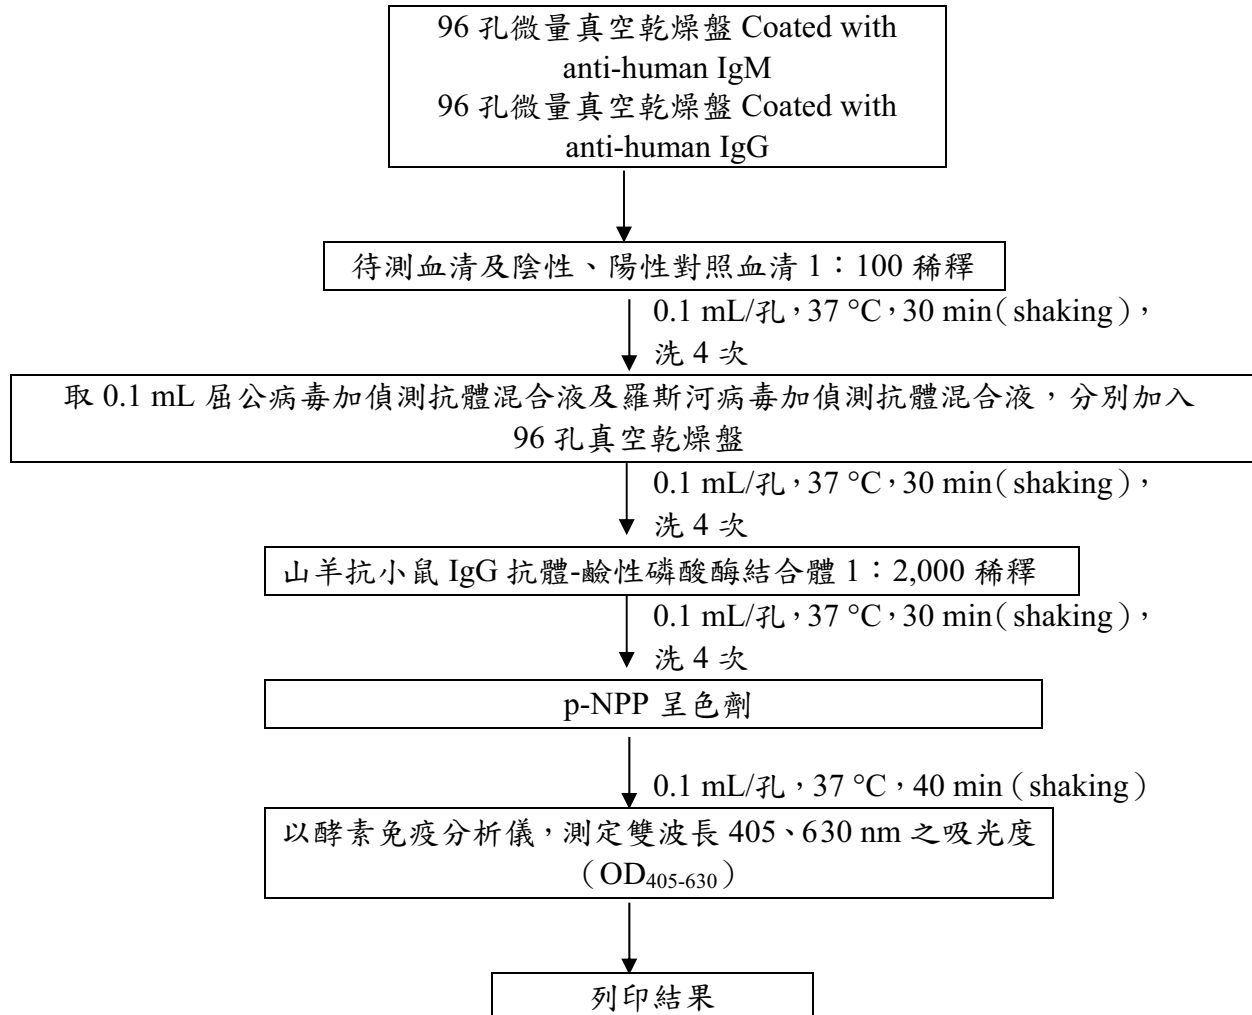 96 孔微量真空乾燥盤 Coated with
anti-human IgM
96 孔微量真空乾燥盤 Coated with
anti-human IgG
待測血清及陰性、陽性對照血清 1:100 稀釋
0.1 mL/孔,37 °C,30 min(shaking),
洗 4 次
取 0.1 mL 屈公病毒加偵測抗體混合液及羅斯河病毒加偵測抗體混合液,分別加入
96 孔真空乾燥盤
0.1 mL/孔,37 °C,30 min(shaking),
洗 4 次
山羊抗小鼠 IgG 抗體-鹼性磷酸酶結合體 1:2,000 稀釋
0.1 mL/孔,37 °C,30 min(shaking),
洗 4 次
p-NPP 呈色劑
0.1 mL/孔,37 °C,40 min(shaking)
以酵素免疫分析儀,測定雙波長 405、630 nm 之吸光度
(OD405-630)
列印結果